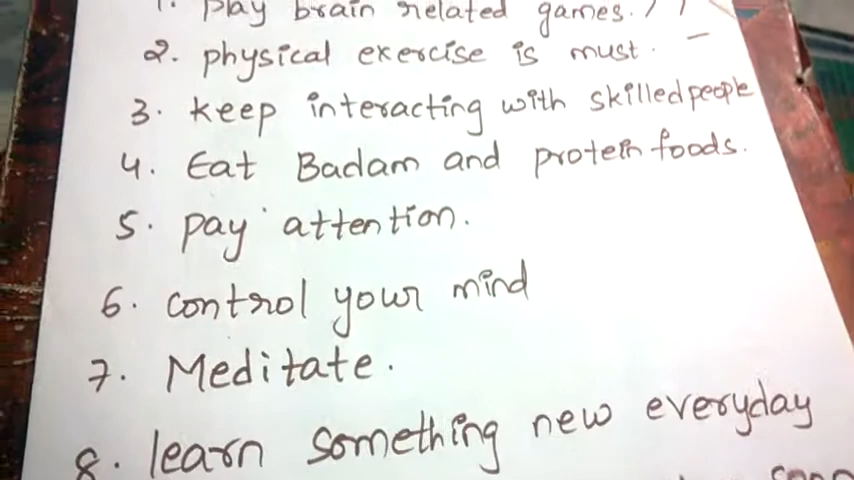 1. Play brain related games.
2. physical exercise is must.
3. keep interacting with skilled people
4. Eat Badam and protein foods.
5. pay attention.
6. control your mind
7. Meditate.
8. learn something new everyday